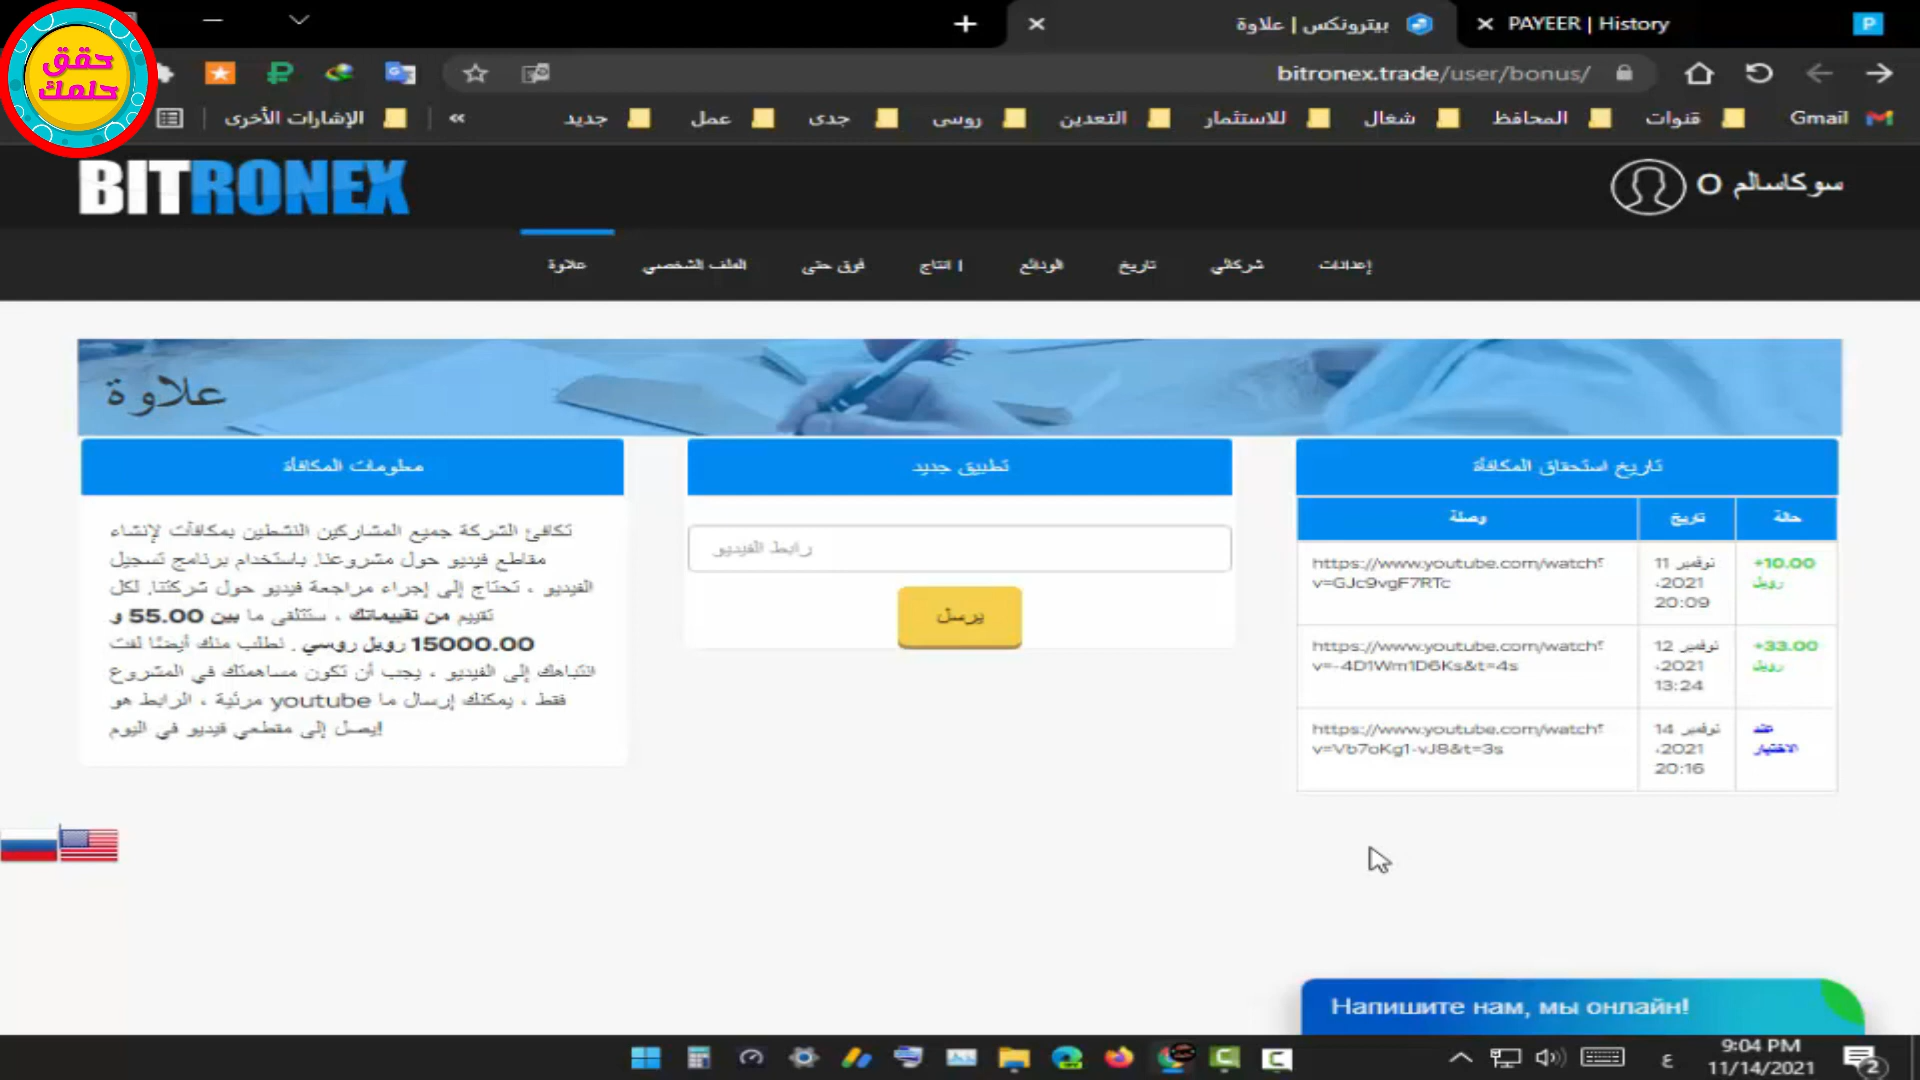 حقق
حلمك
بيترونكس | علاوة
PAYEER | History
P
bitronex.trade/user/bonus/
Gmail
قنوات
المحافظ
شغال
للاستثمار
التعدين
روسى
جدى
عمل
جديد
»
الإشارات الأخرى
BITRONEX
سوكاسالم O
إعدادات
شركائي
تاريخ
الودائع
انتاج |
فوق حتى
الملف الشخصي
علاوة
علاوة
تاريخ استحقاق المكافأة
حالة
تاريخ
وصلة
https://www.youtube.com/watch?
v=GJc9vgF7RTc
نوفمبر 11
،2021
20:09
+10.00
روبل
https://www.youtube.com/watch?
v=-4D1Wm1D6Ks&t=4s
نوفمبر 12
،2021
13:24
+33.00
روبل
https://www.youtube.com/watch?
v=Vb7oKg1-vJ8&t=3s
نوفمبر 14
،2021
20:16
عند
الاختبار
تطبيق جديد
رابط الفيديو
يرسل
معلومات المكافأة
تكافئ الشركة جميع المشاركين النشطين بمكافآت لإنشاء
مقاطع فيديو حول مشروعنا. باستخدام برنامج تسجيل
الفيديو ، تحتاج إلى إجراء مراجعة فيديو حول شركتنا. لكل
تقييم من تقييماتك ، ستتلقى ما بين 55.00 و
15000.00 روبل روسي . نطلب منك أيضًا لفت
انتباهك إلى الفيديو ، يجب أن تكون مساهمتك في المشروع
فقط ، يمكنك إرسال ما youtube مرئية ، الرابط هو
إيصل إلى مقطعي فيديو في اليوم
Напишите нам, мы онлайн!
ع
9:04 PM
11/14/2021
2